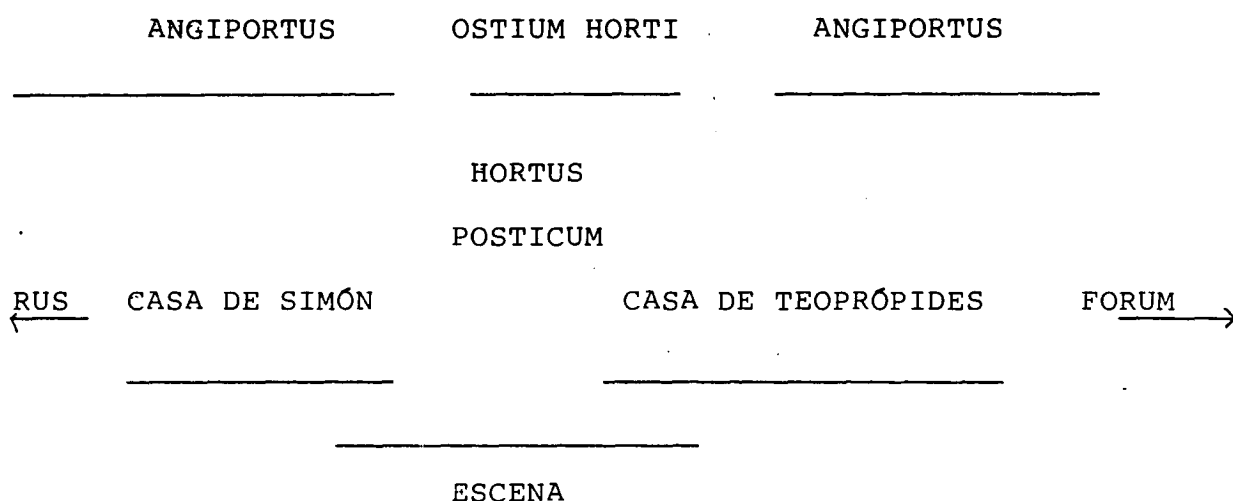 ANGIPORTUS OSTIUM HORTI ANGIPORTUS
HORTUS
POSTICUM
RUS CASA DE SIMÓN CASA DE TEOPRÓPIDES FORUM
ESCENA